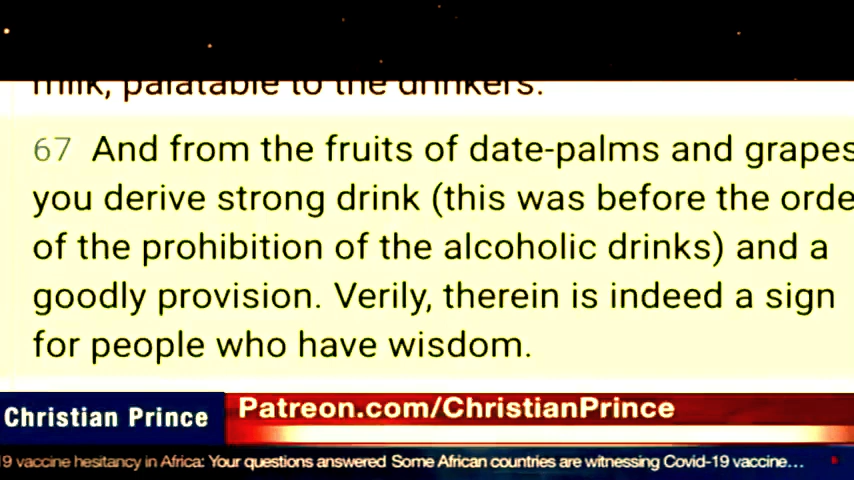 milk, palatable to the drinkers.
67 And from the fruits of date-palms and grapes
you derive strong drink (this was before the orde
of the prohibition of the alcoholic drinks) and a
goodly provision. Verily, therein is indeed a sign
for people who have wisdom.
Christian Prince
Patreon.com/ChristianPrince
9 vaccine hesitancy in Africa: Your questions answered Some African countries are witnessing Covid-19 vaccine...